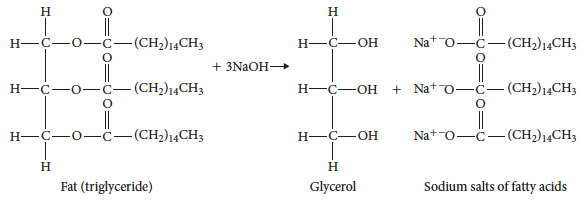 H H O
H—C—O—C—(CH₂)₁₄CH₃ H—C—OH Na⁺ ⁻O—C—(CH₂)₁₄CH₃
O O
+ 3NaOH→
H—C—O—C—(CH₂)₁₄CH₃ H—C—OH + Na⁺ ⁻O—C—(CH₂)₁₄CH₃
O O
H—C—O—C—(CH₂)₁₄CH₃ H—C—OH Na⁺ ⁻O—C—(CH₂)₁₄CH₃
H H
Fat (triglyceride) Glycerol Sodium salts of fatty acids